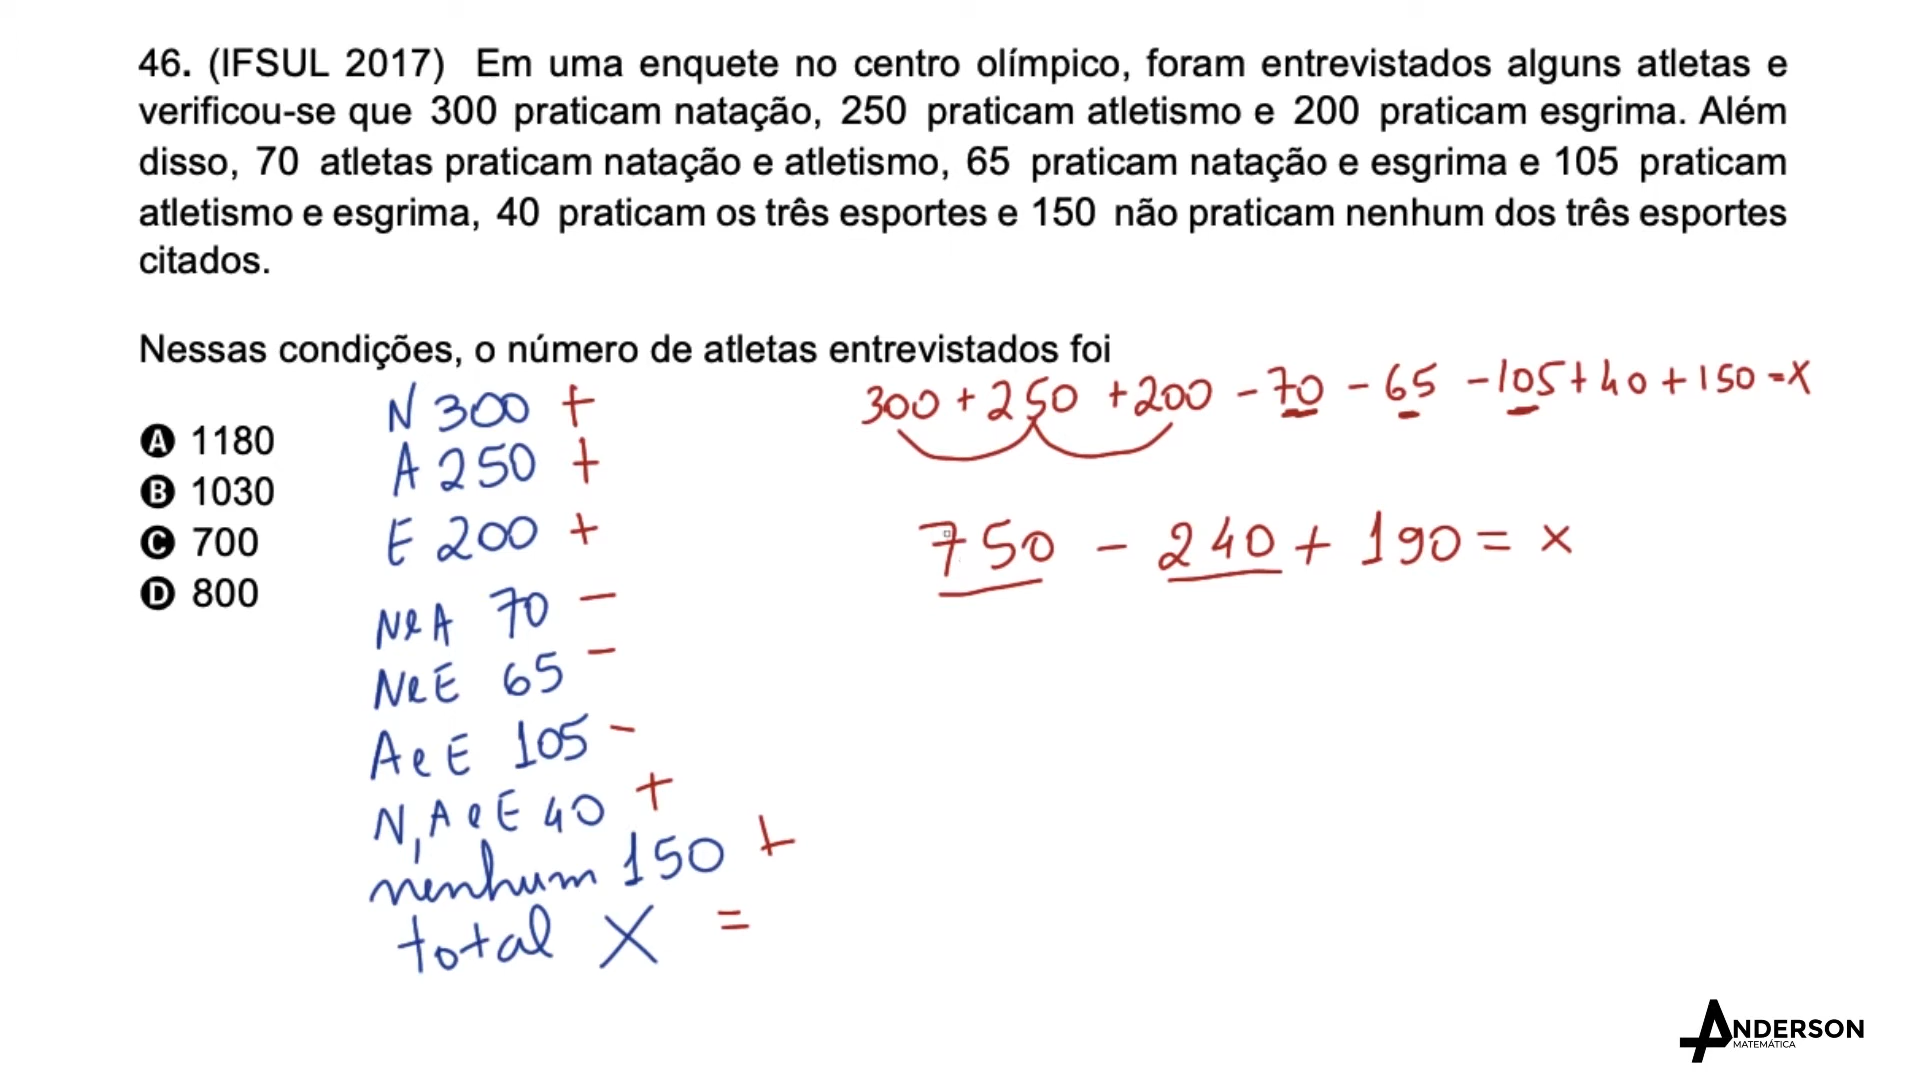 46. (IFSUL 2017) Em uma enquete no centro olímpico, foram entrevistados alguns atletas e
verificou-se que 300 praticam natação, 250 praticam atletismo e 200 praticam esgrima. Além
disso, 70 atletas praticam natação e atletismo, 65 praticam natação e esgrima e 105 praticam
atletismo e esgrima, 40 praticam os três esportes e 150 não praticam nenhum dos três esportes
citados.
Nessas condições, o número de atletas entrevistados foi
A 1180
B 1030
C 700
D 800
N 300 +
A 250 +
E 200 +
N e A 70 -
N e E 65 -
A e E 105 -
N, A e E 40 +
nenhum 150 +
total X =
300 + 250 + 200 - 70 - 65 - 105 + 40 + 150 = X
750 - 240 + 190 = x
ANDERSON
MATEMÁTICA